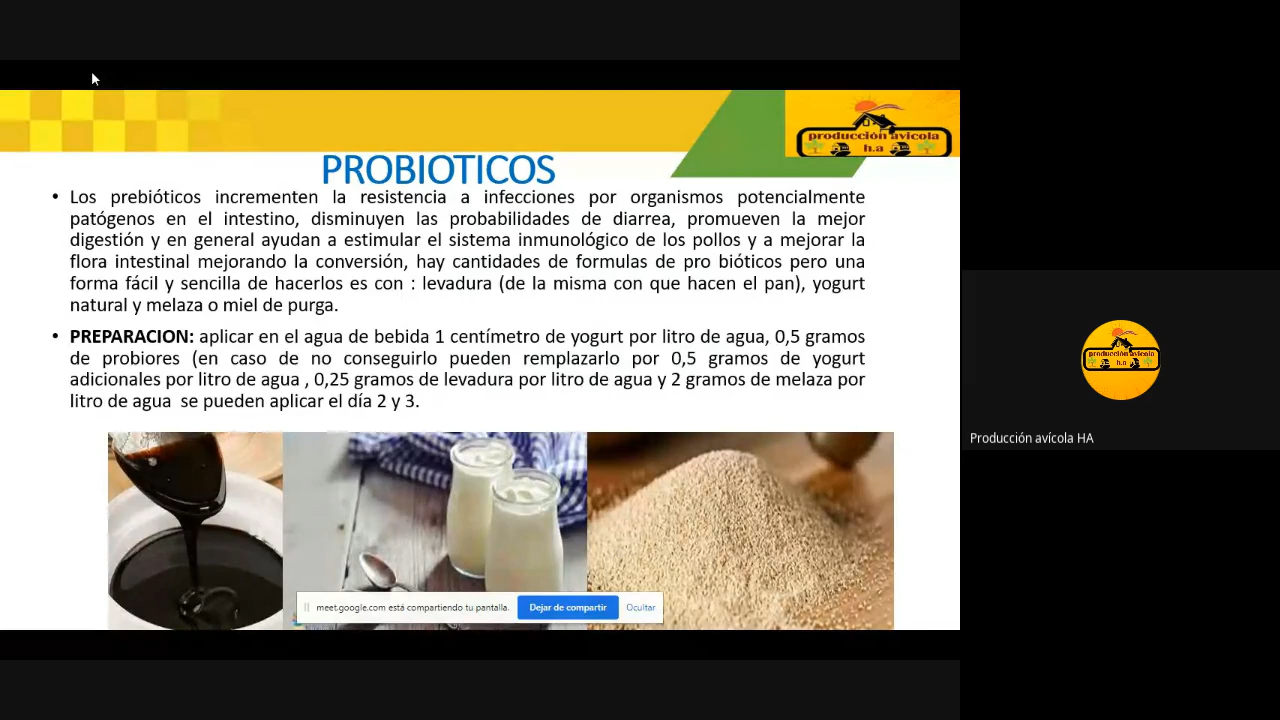 producción avicola
h.a
PROBIOTICOS
• Los prebióticos incrementen la resistencia a infecciones por organismos potencialmente
patógenos en el intestino, disminuyen las probabilidades de diarrea, promueven la mejor
digestión y en general ayudan a estimular el sistema inmunológico de los pollos y a mejorar la
flora intestinal mejorando la conversión, hay cantidades de formulas de pro bióticos pero una
forma fácil y sencilla de hacerlos es con : levadura (de la misma con que hacen el pan), yogurt
natural y melaza o miel de purga.
• PREPARACION: aplicar en el agua de bebida 1 centímetro de yogurt por litro de agua, 0,5 gramos
de probiores (en caso de no conseguirlo pueden remplazarlo por 0,5 gramos de yogurt
adicionales por litro de agua , 0,25 gramos de levadura por litro de agua y 2 gramos de melaza por
litro de agua se pueden aplicar el día 2 y 3.
meet.google.com está compartiendo tu pantalla.
Dejar de compartir
Ocultar
producción avicola
h.a
Producción avícola HA